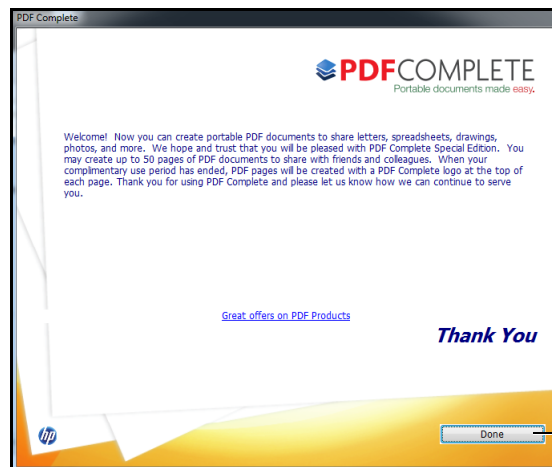 PDF Complete
PDFCOMPLETE
Portable documents made easy.
Welcome! Now you can create portable PDF documents to share letters, spreadsheets, drawings,
photos, and more. We hope and trust that you will be pleased with PDF Complete Special Edition. You
may create up to 50 pages of PDF documents to share with friends and colleagues. When your
complimentary use period has ended, PDF pages will be created with a PDF Complete logo at the top of
each page. Thank you for using PDF Complete and please let us know how we can continue to serve
you.
Great offers on PDF Products
Thank You
hp
Done